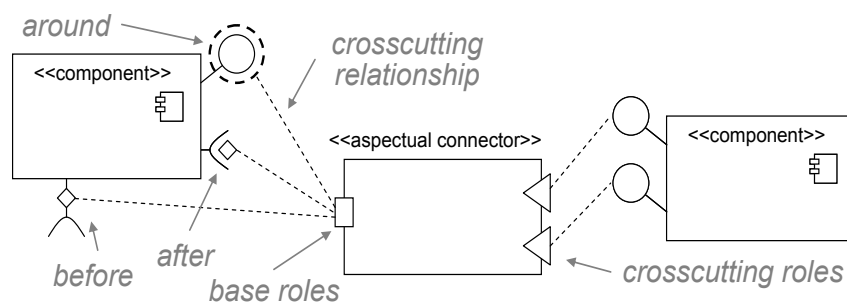 around
crosscutting
relationship
<<component>>
<<aspectual connector>>
<<component>>
before
after
base roles
crosscutting roles